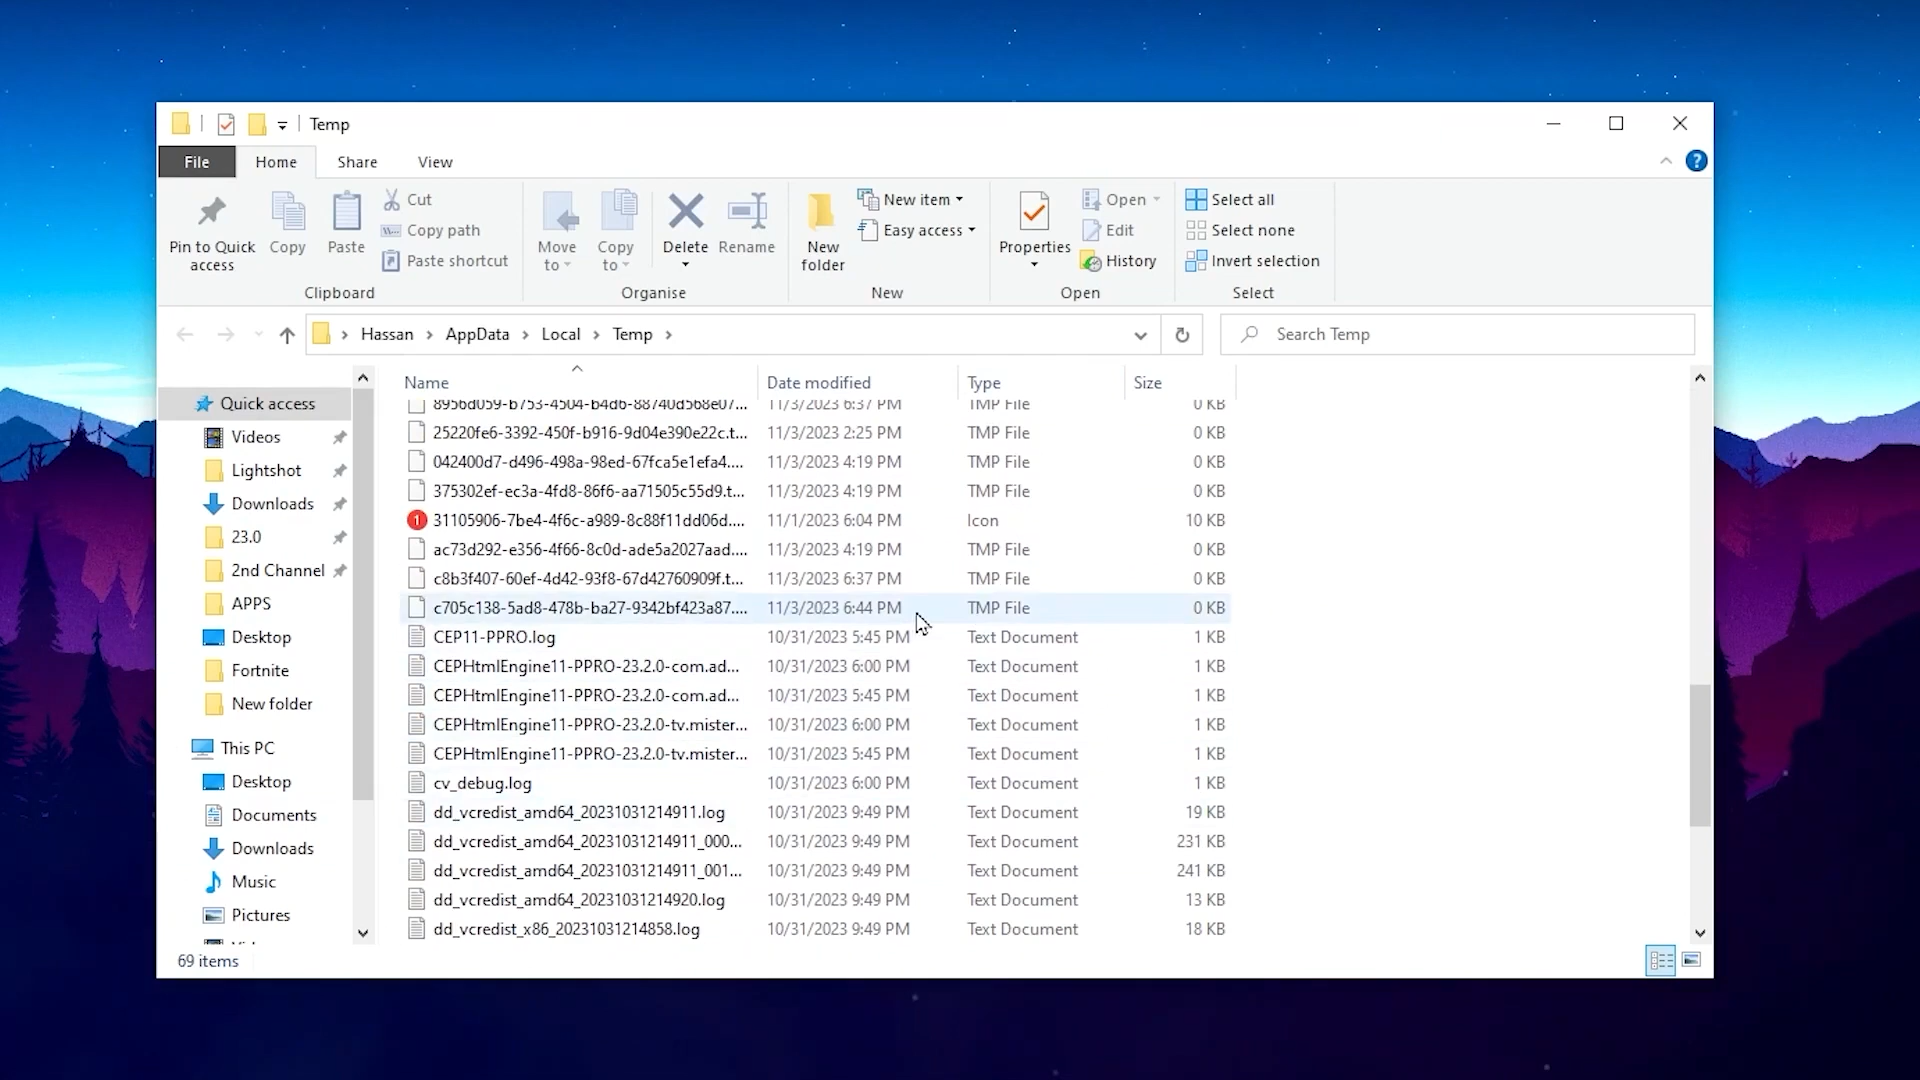 Temp
File Home Share View
Pin to Quick access
Copy
Paste
Cut
Copy path
Paste shortcut
Clipboard
Move to
Copy to
Delete
Rename
Organise
New folder
New item
Easy access
New
Properties
Open
Edit
History
Open
Select all
Select none
Invert selection
Select
Hassan > AppData > Local > Temp >
Search Temp
Quick access
Videos
Lightshot
Downloads
23.0
2nd Channel
APPS
Desktop
Fortnite
New folder
This PC
Desktop
Documents
Downloads
Music
Pictures
Name Date modified Type Size
8956d059-b753-4504-b4d6-88740d568e07... 11/3/2023 6:37 PM TMP File 0 KB
25220fe6-3392-450f-b916-9d04e390e22c.t... 11/3/2023 2:25 PM TMP File 0 KB
042400d7-d496-498a-98ed-67fca5e1efa4.... 11/3/2023 4:19 PM TMP File 0 KB
375302ef-ec3a-4fd8-86f6-aa71505c55d9.t... 11/3/2023 4:19 PM TMP File 0 KB
1 31105906-7be4-4f6c-a989-8c88f11dd06d.... 11/1/2023 6:04 PM Icon 10 KB
ac73d292-e356-4f66-8c0d-ade5a2027aad.... 11/3/2023 4:19 PM TMP File 0 KB
c8b3f407-60ef-4d42-93f8-67d42760909f.t... 11/3/2023 6:37 PM TMP File 0 KB
c705c138-5ad8-478b-ba27-9342bf423a87.... 11/3/2023 6:44 PM TMP File 0 KB
CEP11-PPRO.log 10/31/2023 5:45 PM Text Document 1 KB
CEPHtmlEngine11-PPRO-23.2.0-com.ad... 10/31/2023 6:00 PM Text Document 1 KB
CEPHtmlEngine11-PPRO-23.2.0-com.ad... 10/31/2023 5:45 PM Text Document 1 KB
CEPHtmlEngine11-PPRO-23.2.0-tv.mister... 10/31/2023 6:00 PM Text Document 1 KB
CEPHtmlEngine11-PPRO-23.2.0-tv.mister... 10/31/2023 5:45 PM Text Document 1 KB
cv_debug.log 10/31/2023 6:00 PM Text Document 1 KB
dd_vcredist_amd64_20231031214911.log 10/31/2023 9:49 PM Text Document 19 KB
dd_vcredist_amd64_20231031214911_000... 10/31/2023 9:49 PM Text Document 231 KB
dd_vcredist_amd64_20231031214911_001... 10/31/2023 9:49 PM Text Document 241 KB
dd_vcredist_amd64_20231031214920.log 10/31/2023 9:49 PM Text Document 13 KB
dd_vcredist_x86_20231031214858.log 10/31/2023 9:49 PM Text Document 18 KB
69 items